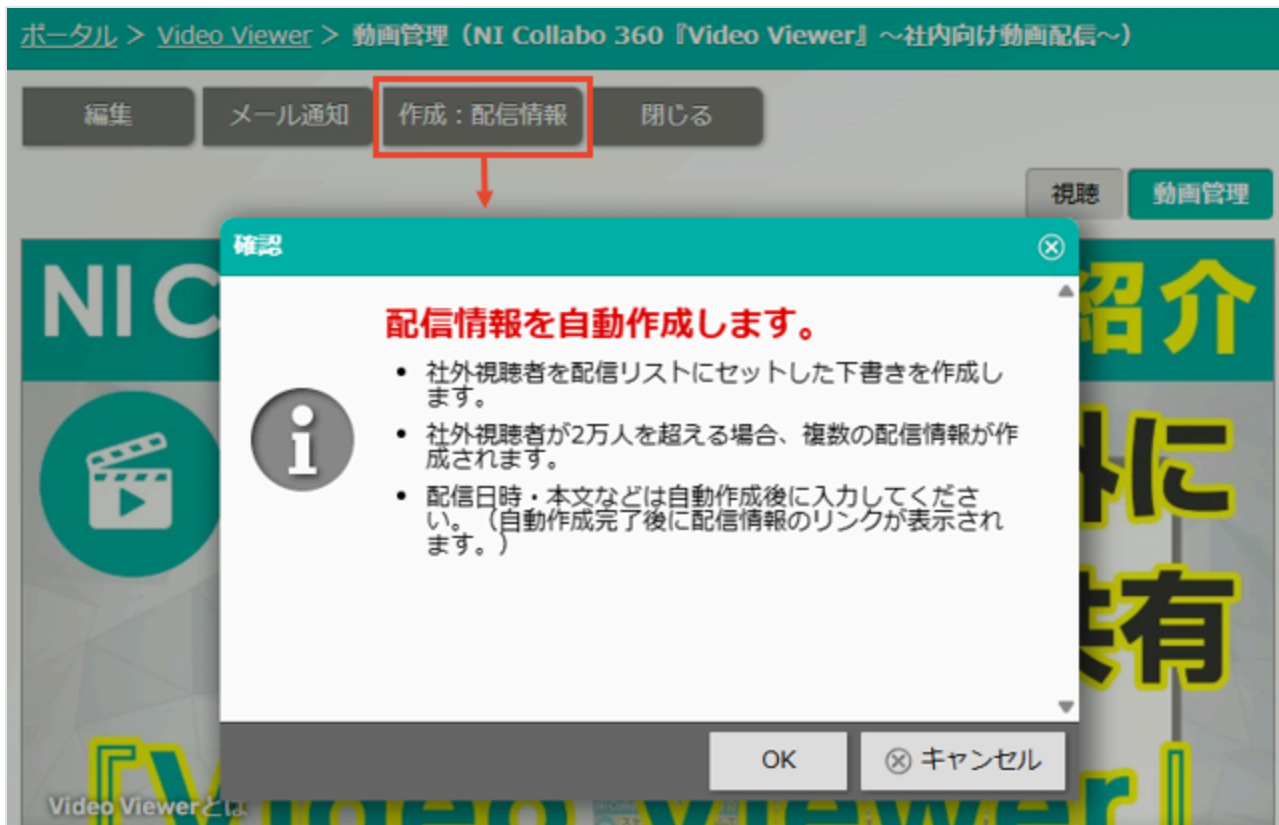 ポータル > Video Viewer > 動画管理（NI Collabo 360『Video Viewer』～社内向け動画配信～）
編集 メール通知 作成：配信情報 閉じる
視聴 動画管理
NI C
紹介
確認
配信情報を自動作成します。
• 社外視聴者を配信リストにセットした下書きを作成し
ます。
• 社外視聴者が2万人を超える場合、複数の配信情報が作
成されます。
• 配信日時・本文などは自動作成後に入力してくださ
い。（自動作成完了後に配信情報のリンクが表示され
ます。）
外に
共有
OK キャンセル
『Video Viewer』
Video Viewerとは